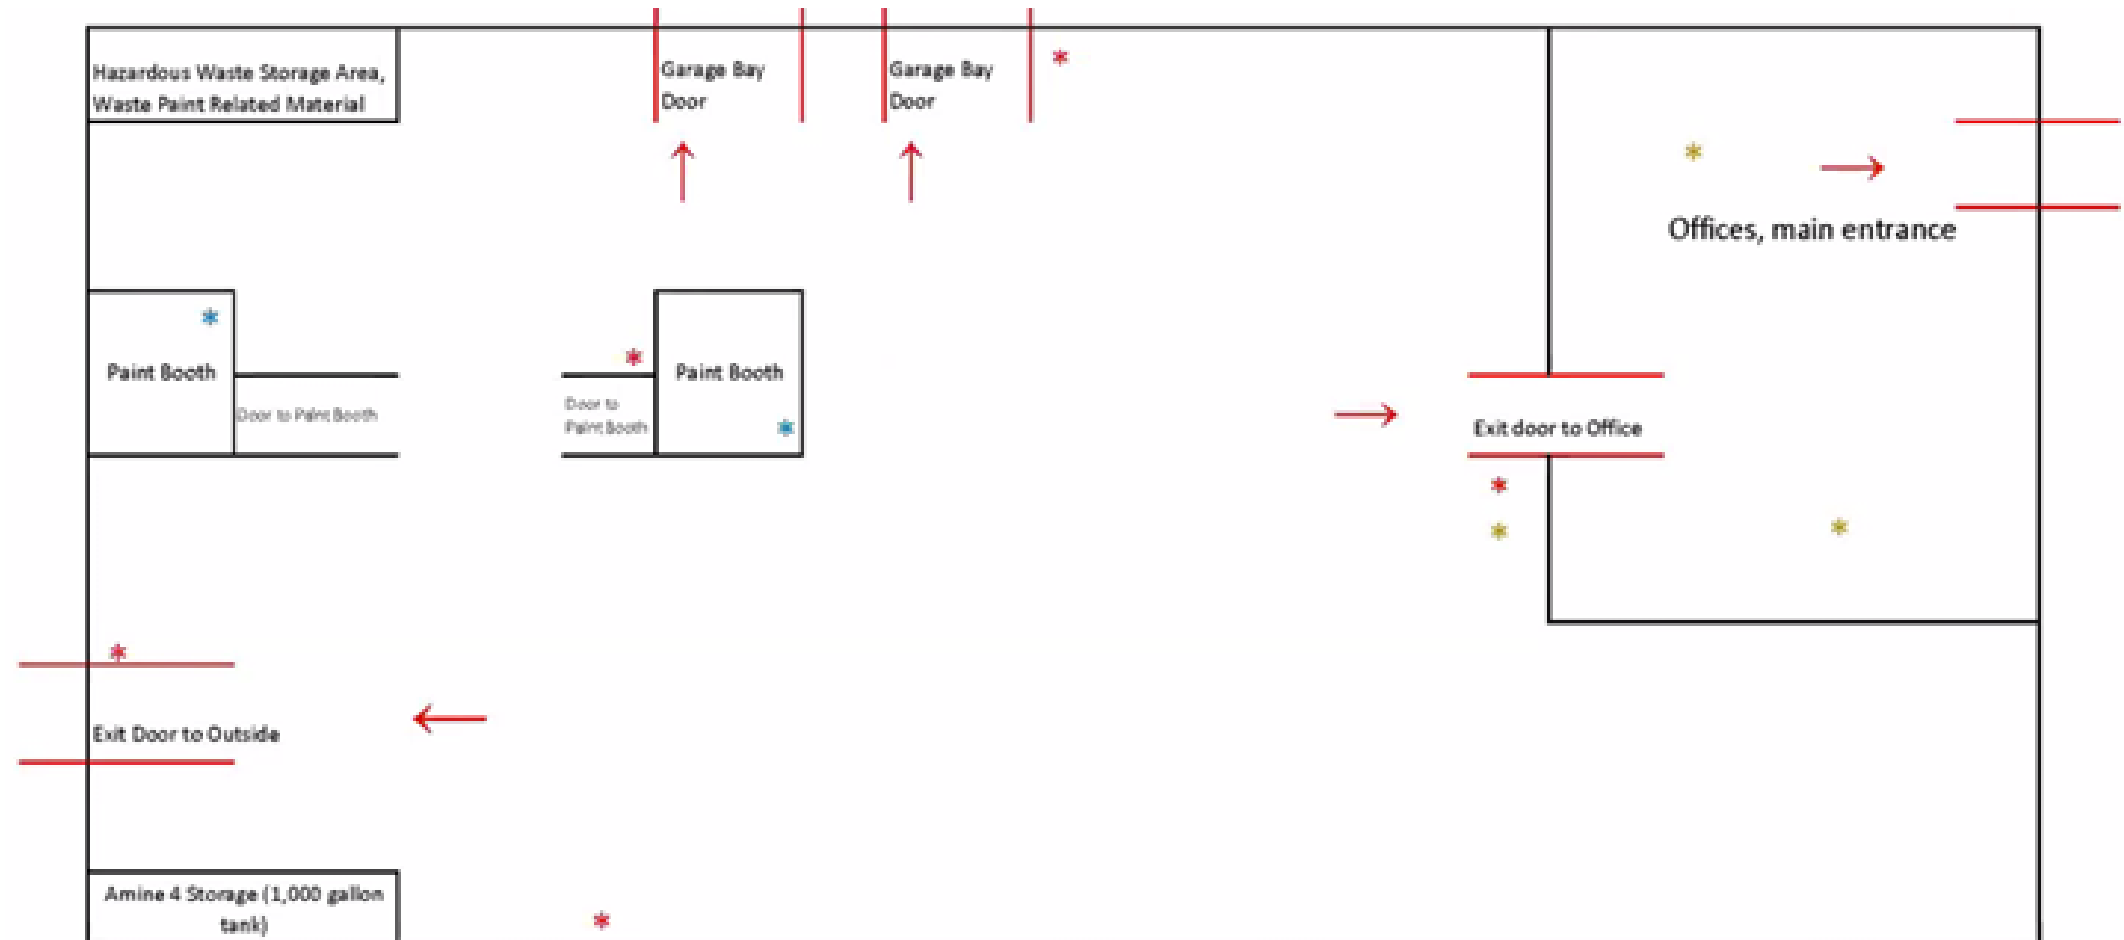 Hazardous Waste Storage Area,
Waste Paint Related Material
Garage Bay
Door
Garage Bay
Door
Offices, main entrance
Paint Booth
Door to Paint Booth
Door to
Paint Booth
Paint Booth
Exit door to Office
Exit Door to Outside
Amine 4 Storage (1,000 gallon
tank)